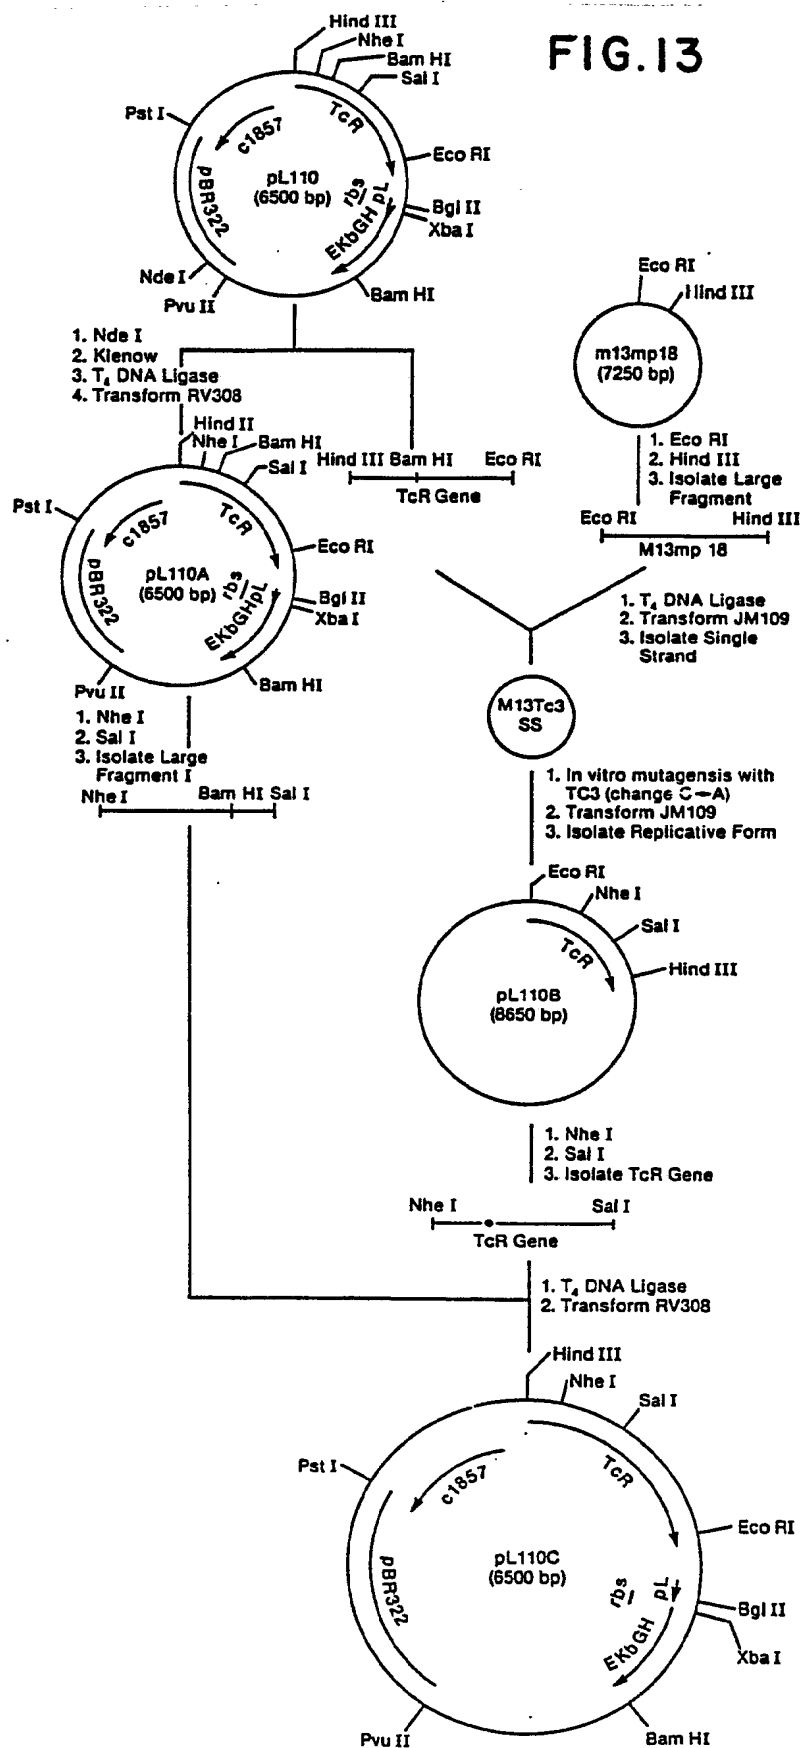 FIG.13
Hind III
Nhe I
Bam HI
Sal I
Pst I
TcR
c1857
Eco RI
pL110
(6500 bp)
rbs
pL
pBR322
EKbGH
Bgl II
Xba I
Nde I
Pvu II
Bam HI
Eco RI
Hind III
m13mp18
(7250 bp)
1. Nde I
2. Klenow
3. T4 DNA Ligase
4. Transform RV308
1. Eco RI
2. Hind III
3. Isolate Large
Fragment
Hind III Bam HI Eco RI
TcR Gene
Eco RI Hind III
M13mp 18
Hind II
Nhe I
Bam HI
Sal I
Pst I
c1857
TcR
Eco RI
pL110A
(6500 bp)
rbs
pL
pBR322
EKbGH
Bgl II
Xba I
Pvu II
Bam HI
1. T4 DNA Ligase
2. Transform JM109
3. Isolate Single
Strand
M13Tc3
SS
1. Nhe I
2. Sal I
3. Isolate Large
Fragment I
Nhe I Bam HI Sal I
1. In vitro mutagensis with
TC3 (change C→A)
2. Transform JM109
3. Isolate Replicative Form
Eco RI
Nhe I
Sal I
TcR
Hind III
pL110B
(8650 bp)
1. Nhe I
2. Sal I
3. Isolate TcR Gene
Nhe I Sal I
TcR Gene
1. T4 DNA Ligase
2. Transform RV308
Hind III
Nhe I
Sal I
Pst I
c1857
TcR
Eco RI
pL110C
(6500 bp)
rbs
pL
pBR322
EKbGH
Bgl II
Xba I
Pvu II
Bam HI